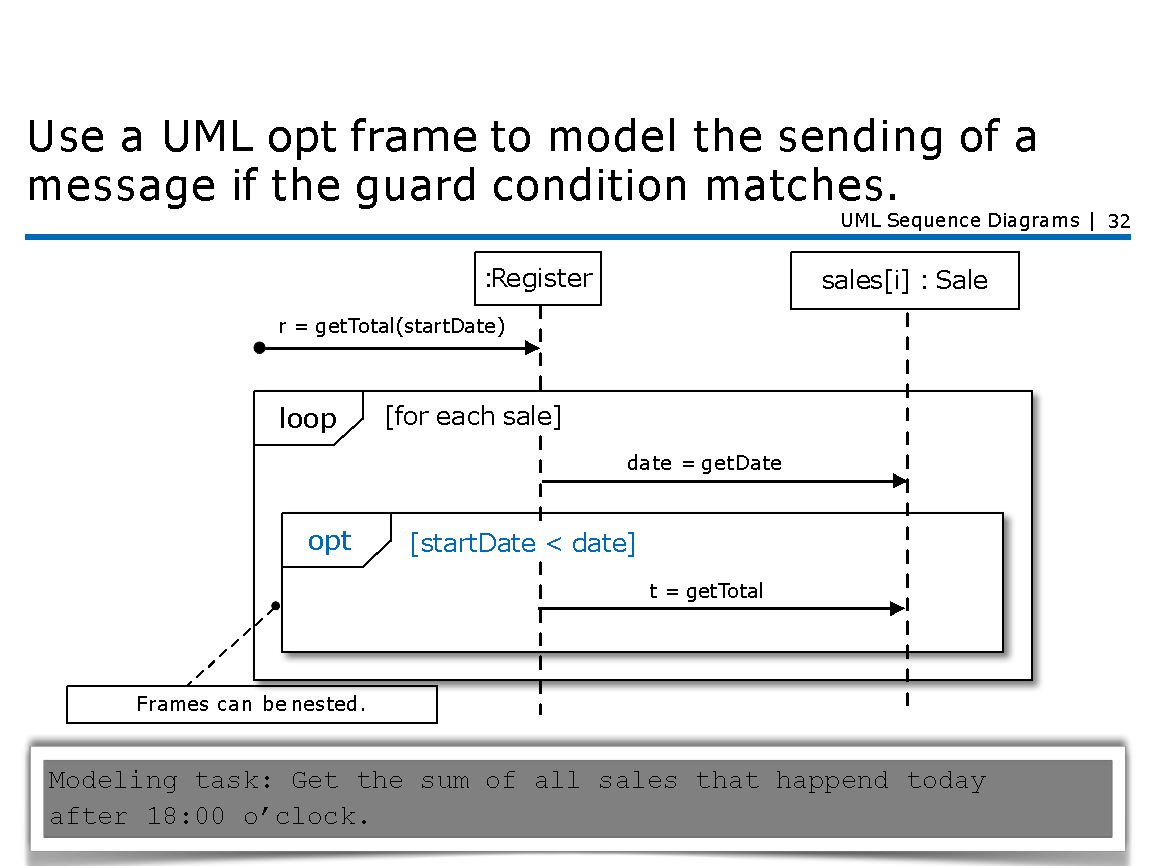 Use a UML opt frame to model the sending of a
message if the guard condition matches.
UML Sequence Diagrams | 32
:Register
sales[i] : Sale
r = getTotal(startDate)
loop
[for each sale]
date = getDate
opt
[startDate < date]
t = getTotal
Frames can be nested.
Modeling task: Get the sum of all sales that happend today
after 18:00 o’clock.